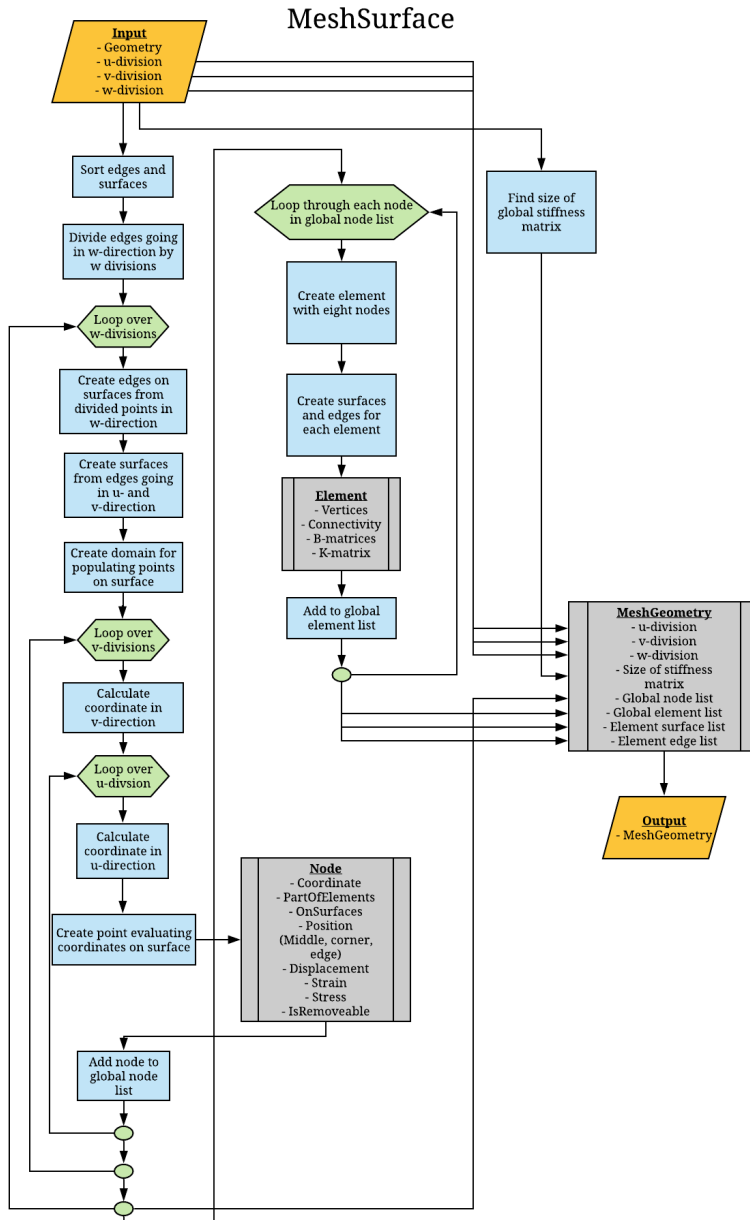 MeshSurface
Input
- Geometry
- u-division
- v-division
- w-division
Sort edges and
surfaces
Divide edges going
in w-direction by
w divisions
Loop over
w-divisions
Create edges on
surfaces from
divided points in
w-direction
Create surfaces
from edges going
in u- and
v-direction
Create domain for
populating points
on surface
Loop over
v-divisions
Calculate
coordinate in
v-direction
Loop over
u-divsion
Calculate
coordinate in
u-direction
Create point evaluating
coordinates on surface
Node
- Coordinate
- PartOfElements
- OnSurfaces
- Position
(Middle, corner,
edge)
- Displacement
- Strain
- Stress
- IsRemoveable
Add node to
global node
list
Loop through each node
in global node list
Create element
with eight nodes
Create surfaces
and edges for
each element
Element
- Vertices
- Connectivity
- B-matrices
- K-matrix
Add to global
element list
Find size of
global stiffness
matrix
MeshGeometry
- u-division
- v-division
- w-division
- Size of stiffness
matrix
- Global node list
- Global element list
- Element surface list
- Element edge list
Output
- MeshGeometry